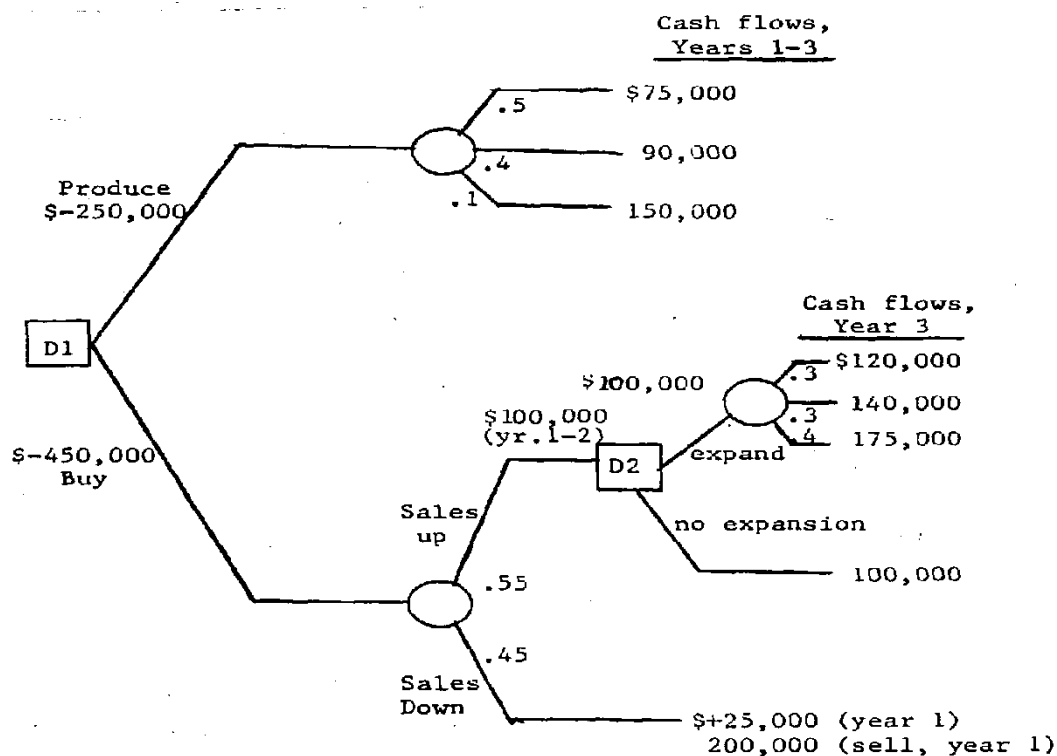 Cash flows,
Years 1-3
$75,000
.5
90,000
.4
.1
150,000
Produce
$-250,000
D1
Cash flows,
Year 3
$120,000
.3
$100,000
140,000
.3
$100,000
(yr.1-2)
.4
175,000
expand
D2
$-450,000
Buy
Sales
up
no expansion
100,000
.55
.45
Sales
Down
$+25,000 (year 1)
200,000 (sell, year 1)